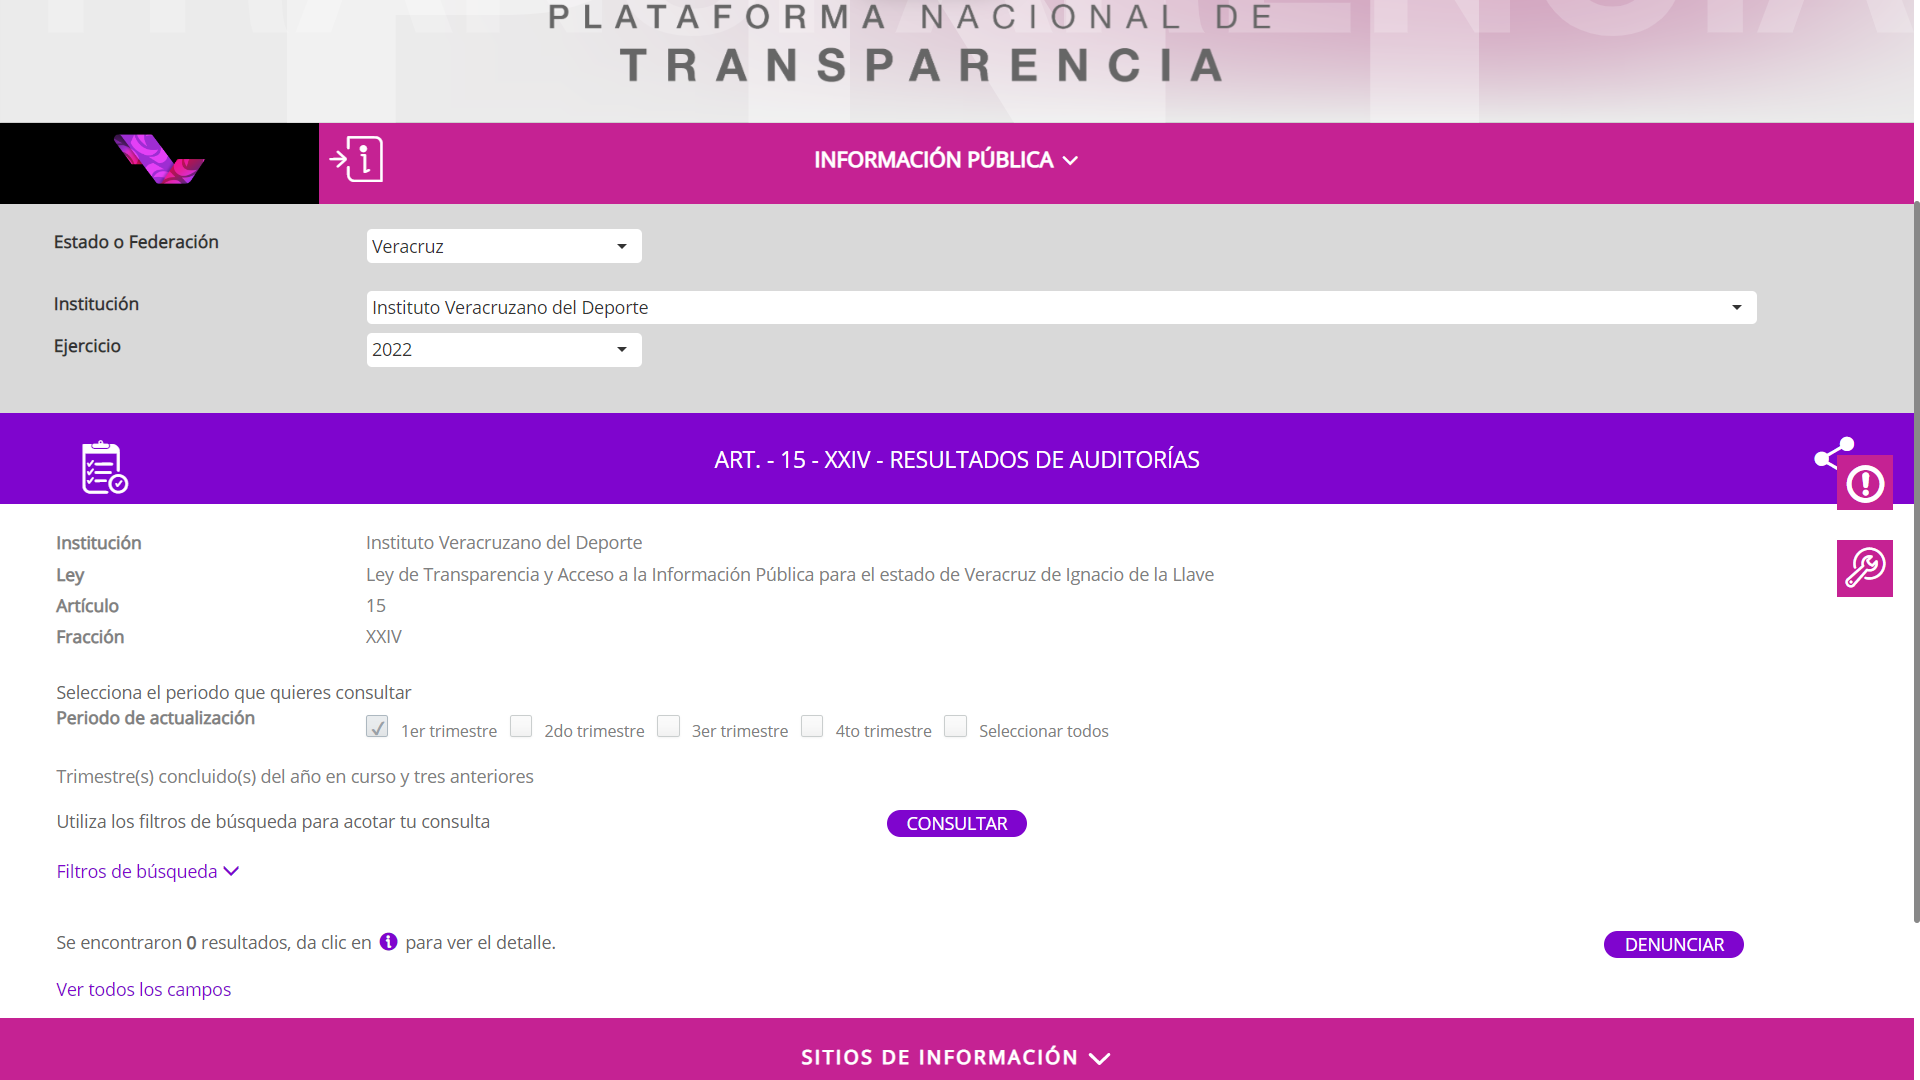 PLATAFORMA NACIONAL DE
TRANSPARENCIA
INFORMACIÓN PÚBLICA
Estado o Federación
Veracruz
Institución
Instituto Veracruzano del Deporte
Ejercicio
2022
ART. - 15 - XXIV - RESULTADOS DE AUDITORÍAS
Institución
Instituto Veracruzano del Deporte
Ley
Ley de Transparencia y Acceso a la Información Pública para el estado de Veracruz de Ignacio de la Llave
Artículo
15
Fracción
XXIV
Selecciona el periodo que quieres consultar
Periodo de actualización
1er trimestre 2do trimestre 3er trimestre 4to trimestre Seleccionar todos
Trimestre(s) concluido(s) del año en curso y tres anteriores
Utiliza los filtros de búsqueda para acotar tu consulta
CONSULTAR
Filtros de búsqueda
Se encontraron 0 resultados, da clic en i para ver el detalle.
DENUNCIAR
Ver todos los campos
SITIOS DE INFORMACIÓN